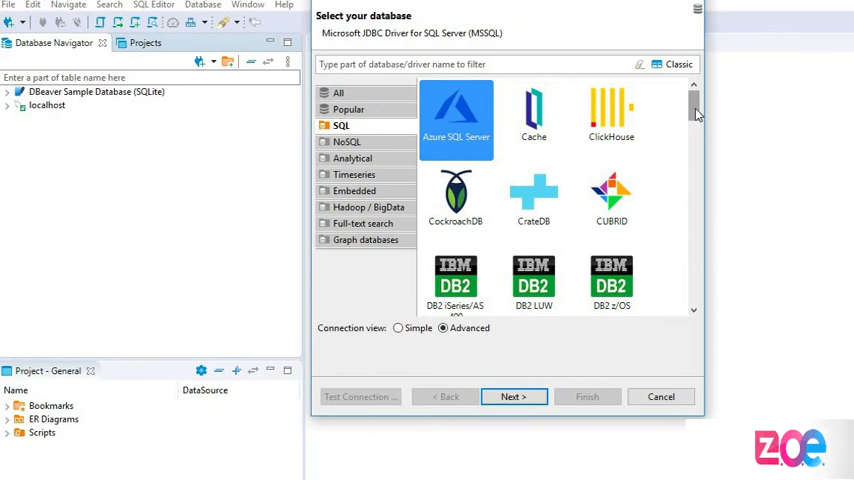 File Edit Navigate Search SQL Editor Database Window Help
Database Navigator
Projects
Enter a part of table name here
DBeaver Sample Database (SQLite)
localhost
Project - General
Name
DataSource
Bookmarks
ER Diagrams
Scripts
Select your database
Microsoft JDBC Driver for SQL Server (MSSQL)
Type part of database/driver name to filter
Classic
All
Popular
SQL
NoSQL
Analytical
Timeseries
Embedded
Hadoop / BigData
Full-text search
Graph databases
Azure SQL Server
Cache
ClickHouse
CockroachDB
CrateDB
CUBRID
IBM
DB2
IBM
DB2
IBM
DB2
DB2 iSeries/AS
DB2 LUW
DB2 z/OS
Connection view: Simple Advanced
Test Connection ...
< Back
Next >
Finish
Cancel
z.o.e